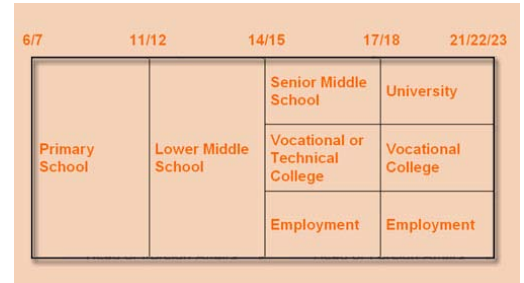 6/7 11/12 14/15 17/18 21/22/23
Primary
School
Lower Middle
School
Senior Middle
School
University
Vocational or
Technical
College
Vocational
College
Employment
Employment